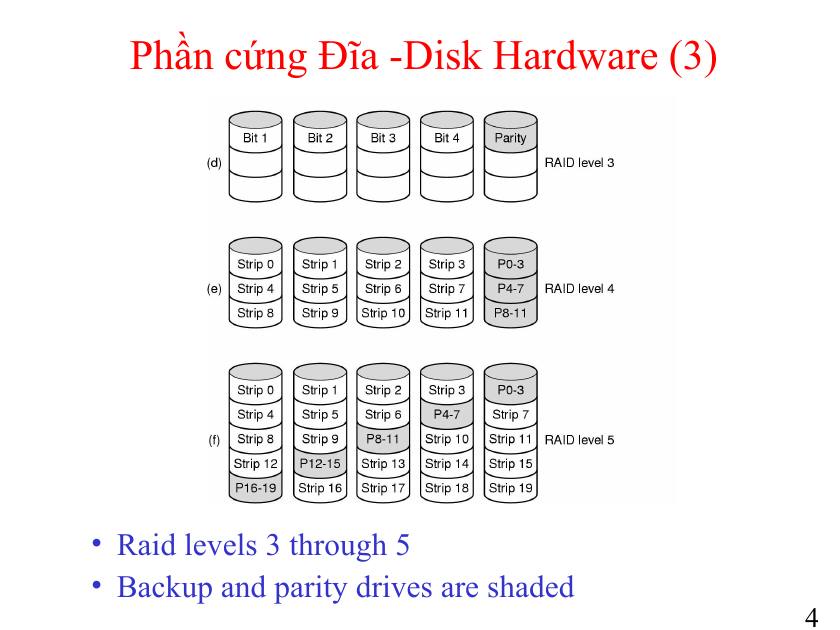 Phần cứng Đĩa -Disk Hardware (3)
Bit 1 Bit 2 Bit 3 Bit 4 Parity
(d) RAID level 3
Strip 0 Strip 1 Strip 2 Strip 3 P0-3
(e) Strip 4 Strip 5 Strip 6 Strip 7 P4-7 RAID level 4
Strip 8 Strip 9 Strip 10 Strip 11 P8-11
Strip 0 Strip 1 Strip 2 Strip 3 P0-3
Strip 4 Strip 5 Strip 6 P4-7 Strip 7
(f) Strip 8 Strip 9 P8-11 Strip 10 Strip 11 RAID level 5
Strip 12 P12-15 Strip 13 Strip 14 Strip 15
P16-19 Strip 16 Strip 17 Strip 18 Strip 19
• Raid levels 3 through 5
• Backup and parity drives are shaded
4